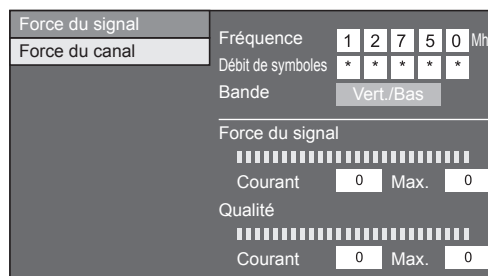 Force du signal
Force du canal
Fréquence 1 2 7 5 0 Mh
Débit de symboles * * * * *
Bande Vert./Bas
Force du signal
Courant 0 Max. 0
Qualité
Courant 0 Max. 0